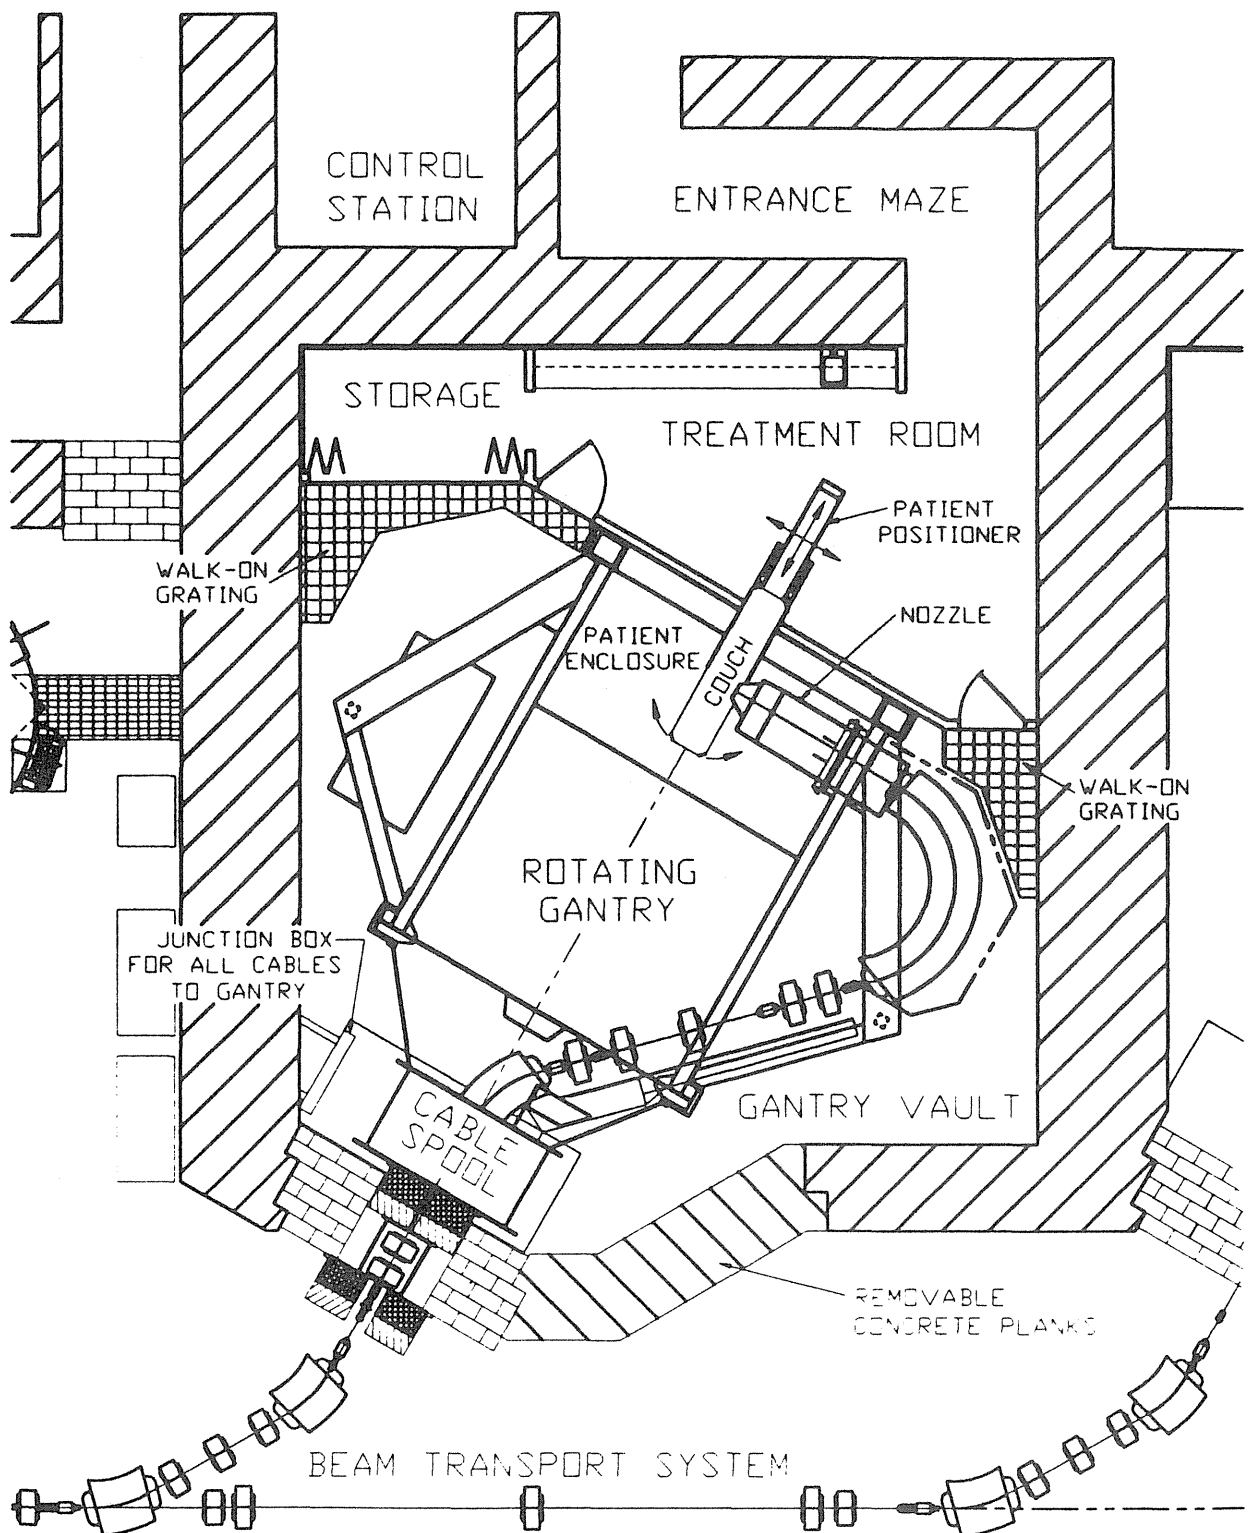 CONTROL
STATION
ENTRANCE MAZE
STORAGE
TREATMENT ROOM
PATIENT
POSITIONER
WALK-ON
GRATING
NOZZLE
PATIENT
ENCLOSURE
COUCH
WALK-ON
GRATING
ROTATING
GANTRY
JUNCTION BOX
FOR ALL CABLES
TO GANTRY
CABLE
SPOOL
GANTRY VAULT
REMOVABLE
CONCRETE PLANKS
BEAM TRANSPORT SYSTEM